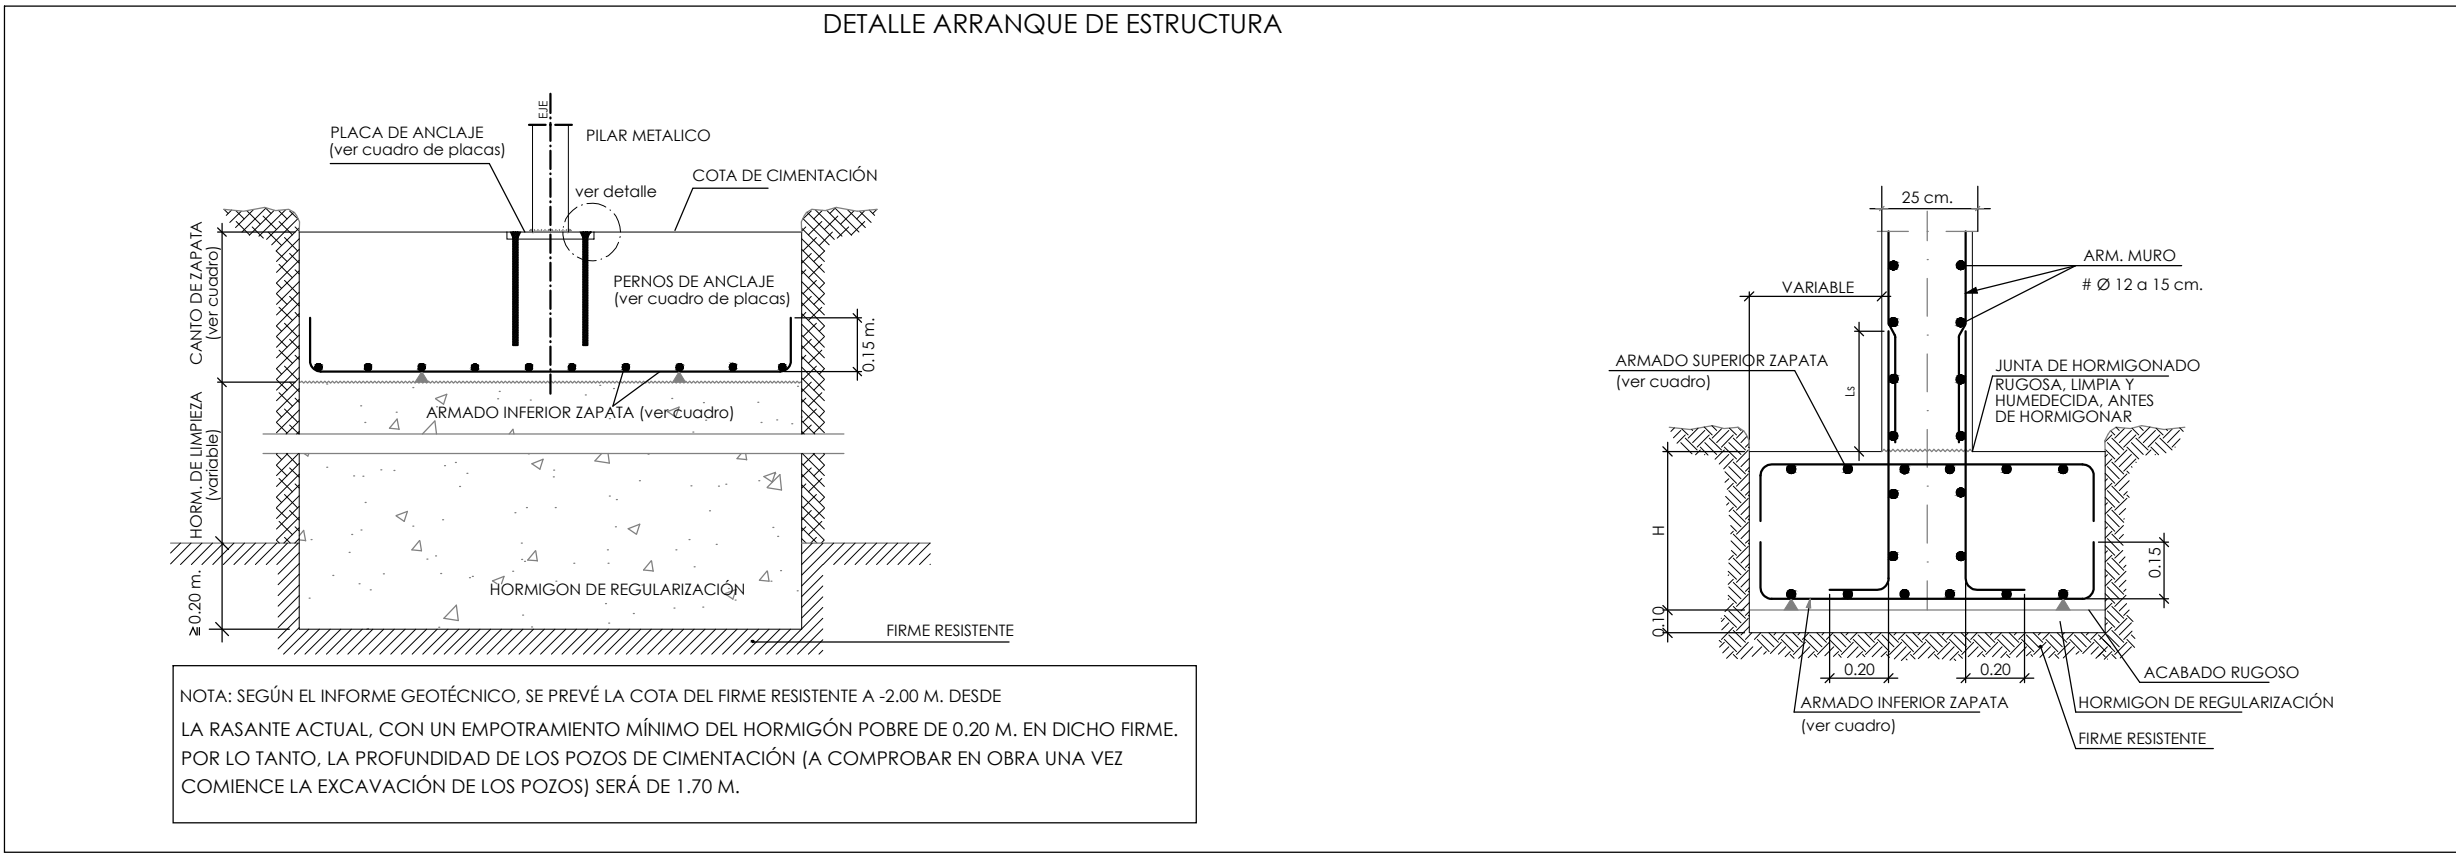 DETALLE ARRANQUE DE ESTRUCTURA
EJE
PLACA DE ANCLAJE
(ver cuadro de placas)
PILAR METALICO
COTA DE CIMENTACIÓN
ver detalle
CANTO DE ZAPATA
(ver cuadro)
PERNOS DE ANCLAJE
(ver cuadro de placas)
0.15 m.
ARMADO INFERIOR ZAPATA (ver cuadro)
HORM. DE LIMPIEZA
(variable)
≥0.20 m.
HORMIGON DE REGULARIZACIÓN
FIRME RESISTENTE
NOTA: SEGÚN EL INFORME GEOTÉCNICO, SE PREVÉ LA COTA DEL FIRME RESISTENTE A -2.00 M. DESDE
LA RASANTE ACTUAL, CON UN EMPOTRAMIENTO MÍNIMO DEL HORMIGÓN POBRE DE 0.20 M. EN DICHO FIRME.
POR LO TANTO, LA PROFUNDIDAD DE LOS POZOS DE CIMENTACIÓN (A COMPROBAR EN OBRA UNA VEZ
COMIENCE LA EXCAVACIÓN DE LOS POZOS) SERÁ DE 1.70 M.
25 cm.
ARM. MURO
# Ø 12 a 15 cm.
VARIABLE
ARMADO SUPERIOR ZAPATA
(ver cuadro)
Ls
JUNTA DE HORMIGONADO
RUGOSA, LIMPIA Y
HUMEDECIDA, ANTES
DE HORMIGONAR
H
0.15
0.10
0.20
0.20
ACABADO RUGOSO
ARMADO INFERIOR ZAPATA
(ver cuadro)
HORMIGON DE REGULARIZACIÓN
FIRME RESISTENTE